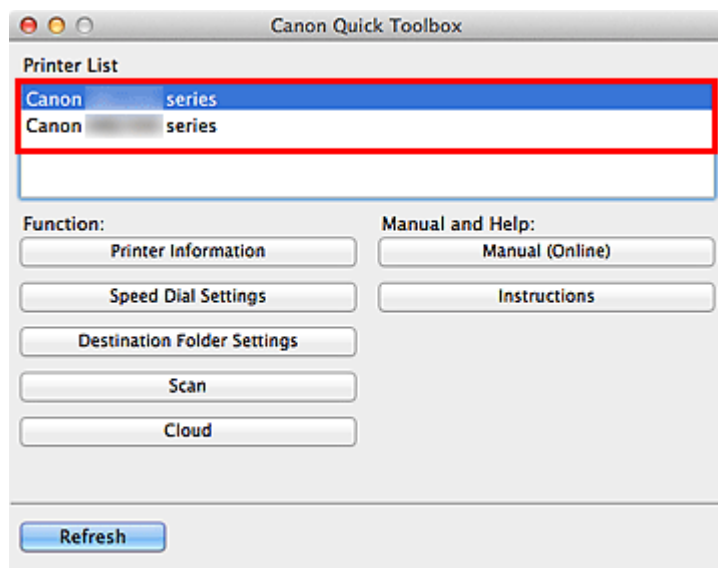 Canon Quick Toolbox
Printer List
Canon series
Canon series
Function:
Printer Information
Speed Dial Settings
Destination Folder Settings
Scan
Cloud
Manual and Help:
Manual (Online)
Instructions
Refresh